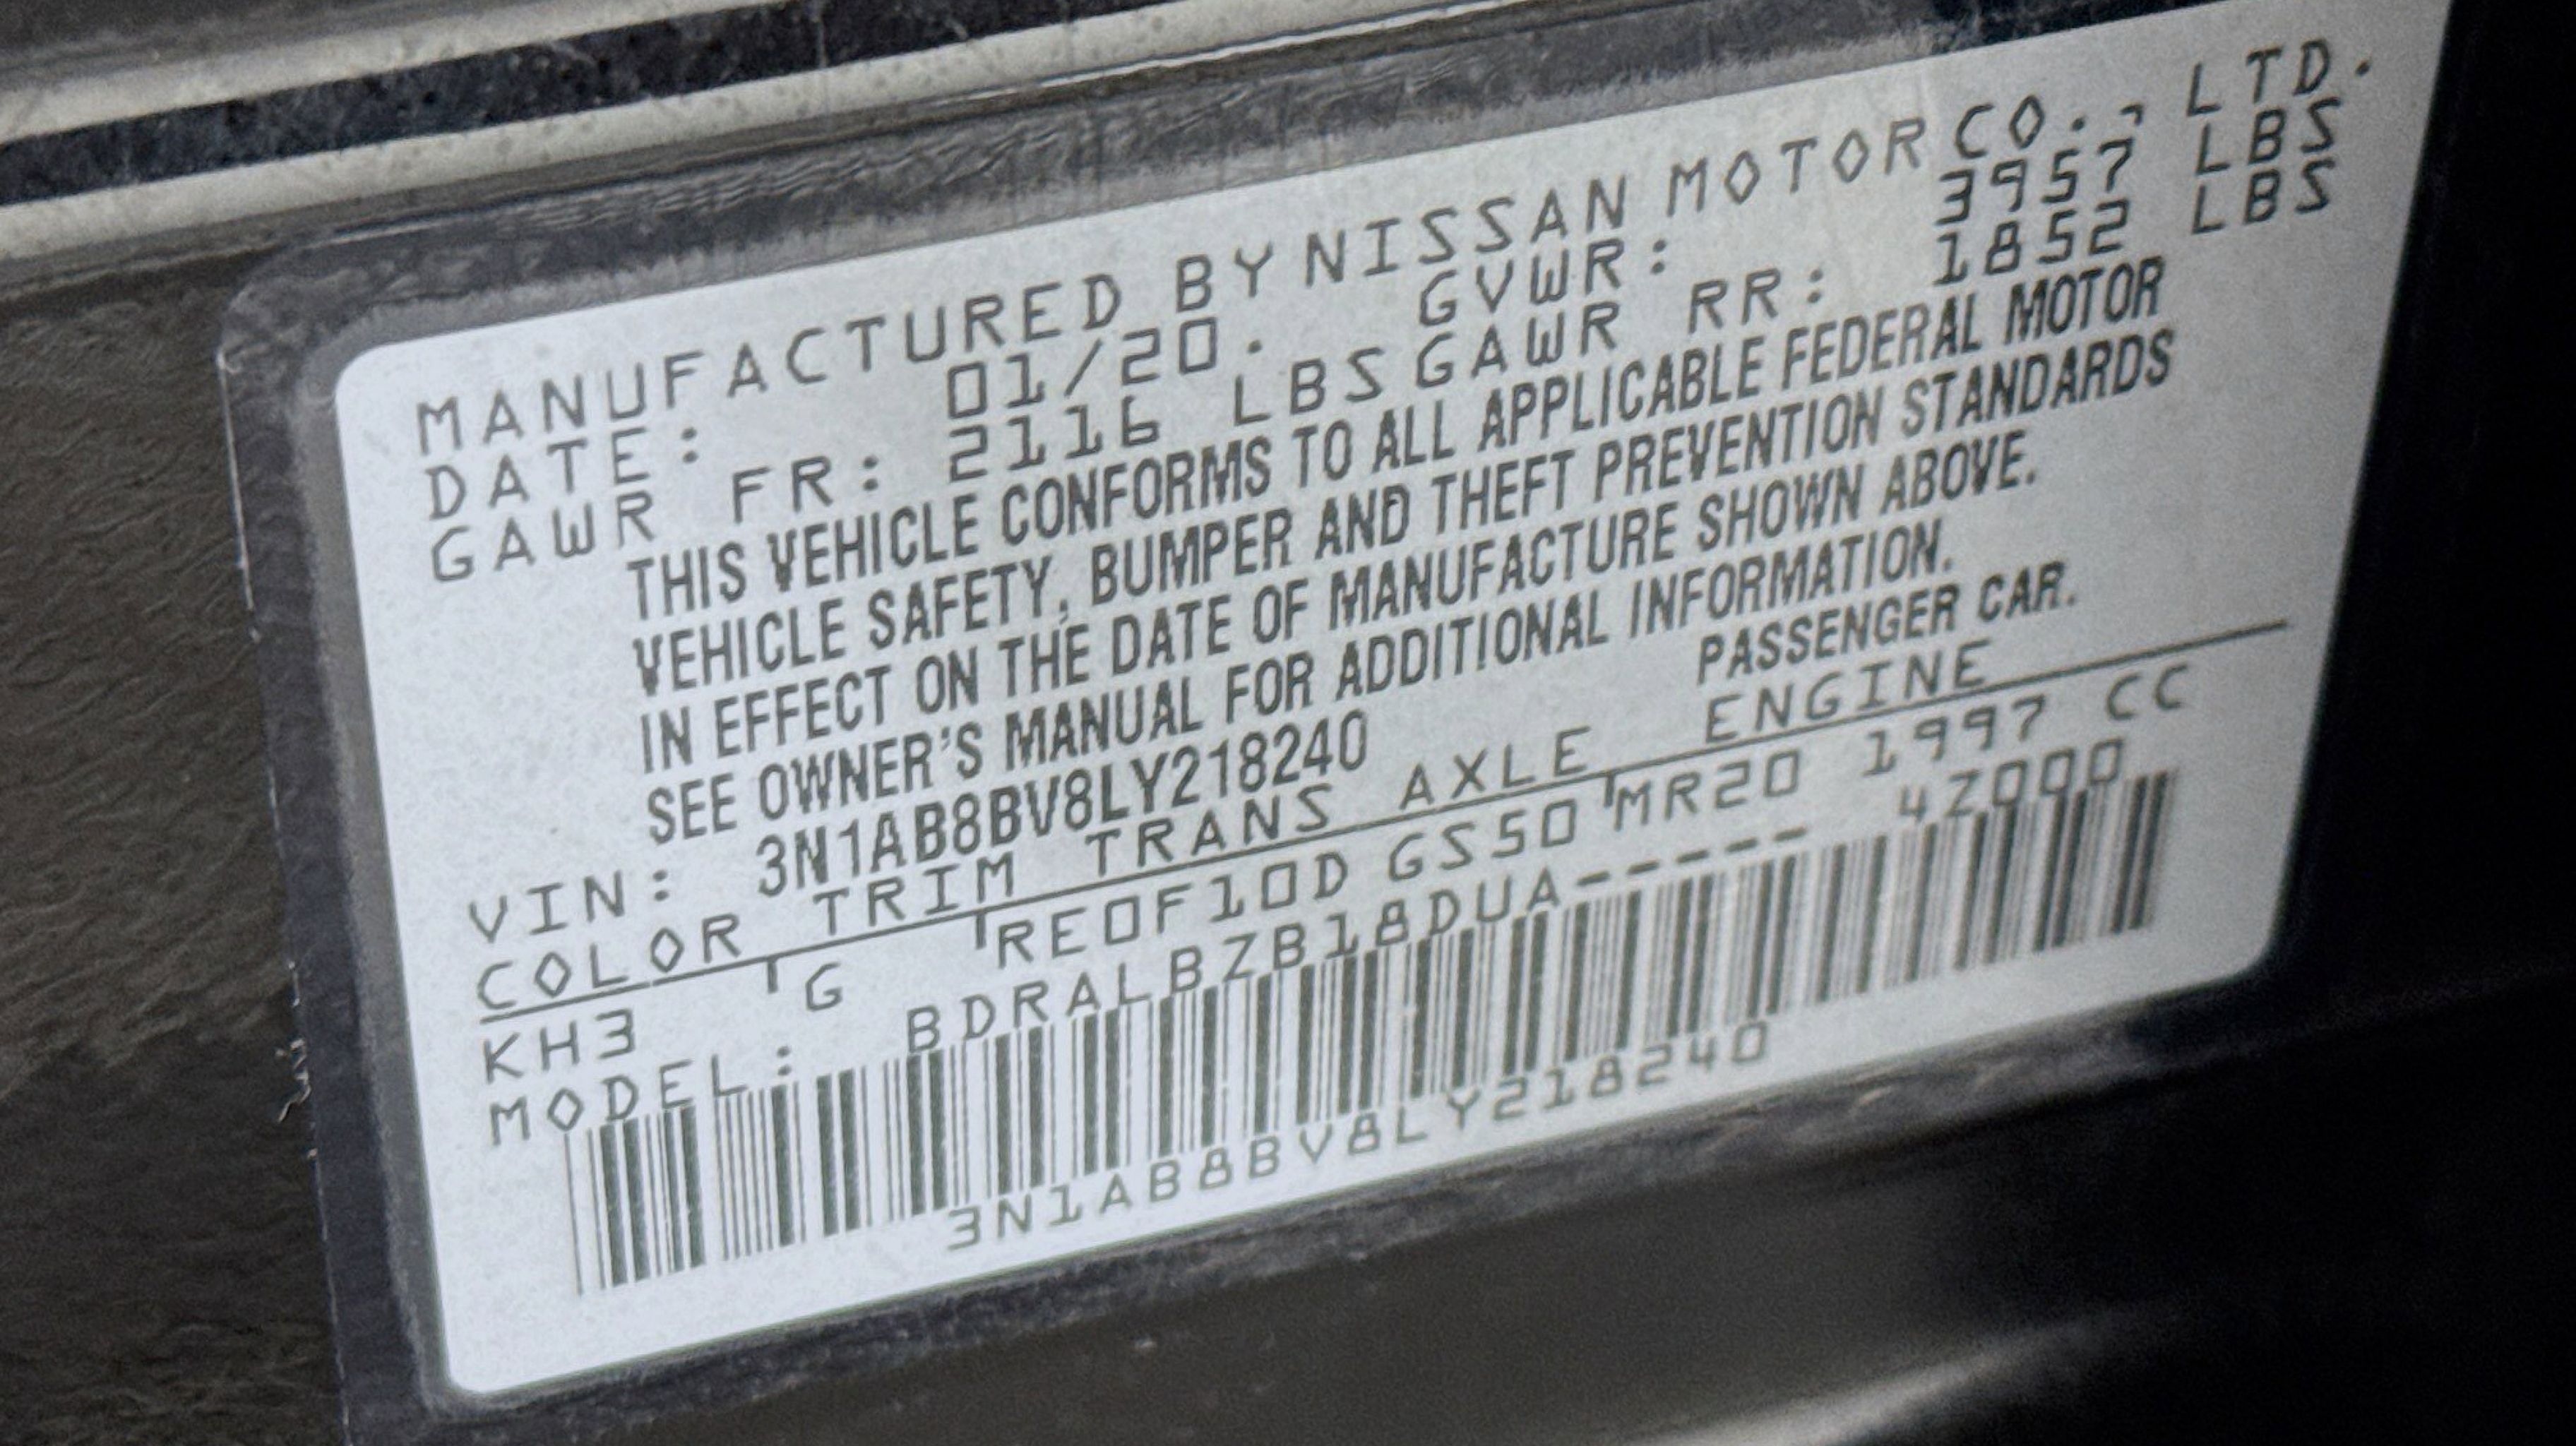 MANUFACTURED BY NISSAN MOTOR CO., LTD.
DATE: 01/20. GVWR: 3957 LBS
GAWR FR: 2116 LBS GAWR RR: 1852 LBS
THIS VEHICLE CONFORMS TO ALL APPLICABLE FEDERAL MOTOR
VEHICLE SAFETY, BUMPER AND THEFT PREVENTION STANDARDS
IN EFFECT ON THE DATE OF MANUFACTURE SHOWN ABOVE.
SEE OWNER'S MANUAL FOR ADDITIONAL INFORMATION.
VIN: 3N1AB8BV8LY218240 PASSENGER CAR.
COLOR TRIM TRANS AXLE ENGINE
KH3 G RE0F10D GS50 MR20 1997 CC
MODEL: BDRALBZB18DUA----- 4Z000
3N1AB8BV8LY218240